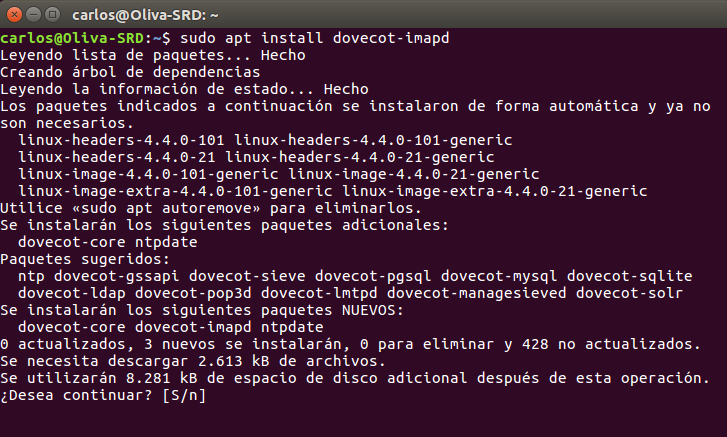 carlos@Oliva-SRD: ~
carlos@Oliva-SRD:~$ sudo apt install dovecot-imapd
Leyendo lista de paquetes... Hecho
Creando árbol de dependencias
Leyendo la información de estado... Hecho
Los paquetes indicados a continuación se instalaron de forma automática y ya no
son necesarios.
linux-headers-4.4.0-101 linux-headers-4.4.0-101-generic
linux-headers-4.4.0-21 linux-headers-4.4.0-21-generic
linux-image-4.4.0-101-generic linux-image-4.4.0-21-generic
linux-image-extra-4.4.0-101-generic linux-image-extra-4.4.0-21-generic
Utilice «sudo apt autoremove» para eliminarlos.
Se instalarán los siguientes paquetes adicionales:
dovecot-core ntpdate
Paquetes sugeridos:
ntp dovecot-gssapi dovecot-sieve dovecot-pgsql dovecot-mysql dovecot-sqlite
dovecot-ldap dovecot-pop3d dovecot-lmtpd dovecot-managesieved dovecot-solr
Se instalarán los siguientes paquetes NUEVOS:
dovecot-core dovecot-imapd ntpdate
0 actualizados, 3 nuevos se instalarán, 0 para eliminar y 428 no actualizados.
Se necesita descargar 2.613 kB de archivos.
Se utilizarán 8.281 kB de espacio de disco adicional después de esta operación.
¿Desea continuar? [S/n]